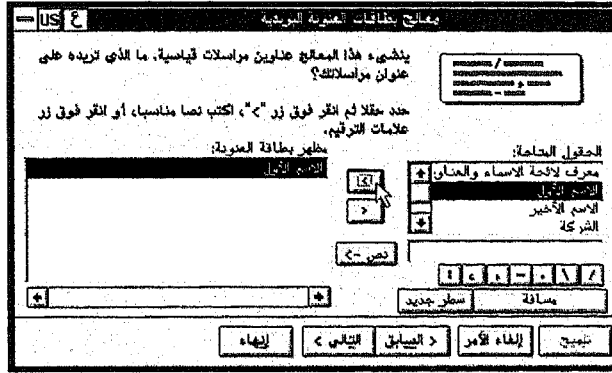 معالج بطاقات العنونة البريدية
ع US
ينشىء هذا المعالج عناوين مراسلات قياسية. ما الذي تريده على
عنوان مراسلاتك؟
حدد حقلا ثم انقر فوق زر "<"، اكتب نصا مناسبا، أو انقر فوق زر
علامات الترقيم.
الحقول المتاحة:
معرف لائحة الاسماء والعناوين
الاسم الأول
الاسم الأخير
الشركة
مظهر بطاقة العنونة:
الاسم الأول
>
<
نص ->
: ; , - . \ /
مسافة
سطر جديد
تلميح
إلغاء الأمر
< السابق
التالي >
إنهاء